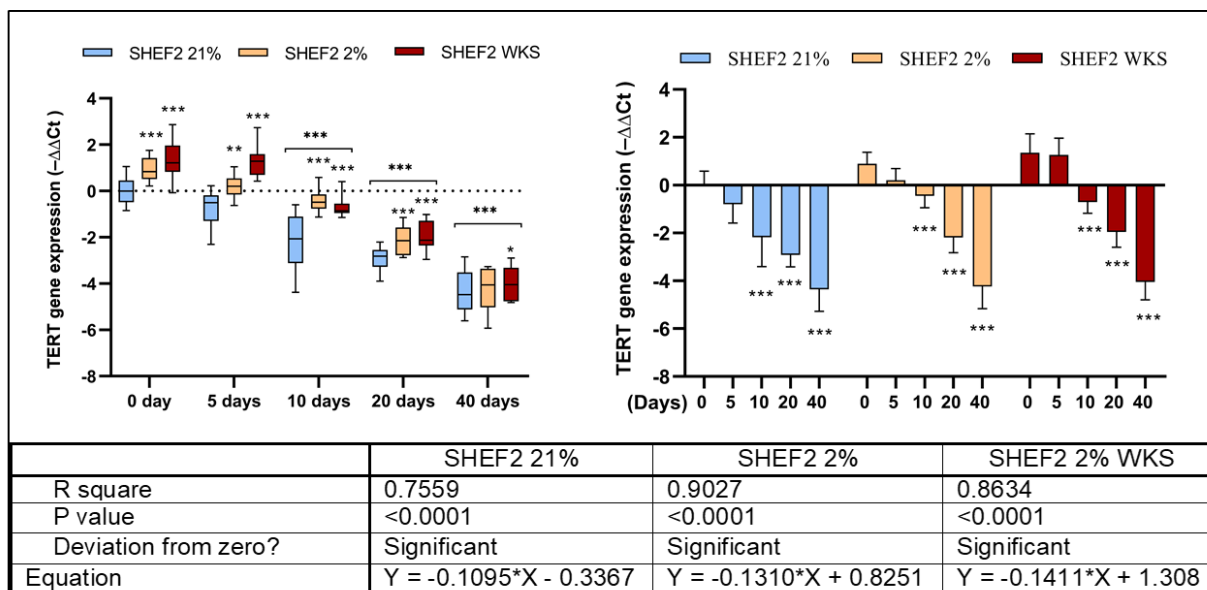 SHEF2 21% SHEF2 2% SHEF2 WKS
TERT gene expression (−ΔΔCt )
4
2
0
-2
-4
-6
-8
*** *** ** *** *** *** *** *** *** *** *** *
0 day 5 days 10 days 20 days 40 days
SHEF2 21% SHEF2 2% SHEF2 WKS
TERT gene expression (−ΔΔCt )
4
2
0
-2
-4
-6
-8
*** *** *** *** *** *** *** *** ***
(Days) 0 5 10 20 40 0 5 10 20 40 0 5 10 20 40
SHEF2 21% SHEF2 2% SHEF2 2% WKS
R square 0.7559 0.9027 0.8634
P value <0.0001 <0.0001 <0.0001
Deviation from zero? Significant Significant Significant
Equation Y = -0.1095*X - 0.3367 Y = -0.1310*X + 0.8251 Y = -0.1411*X + 1.308